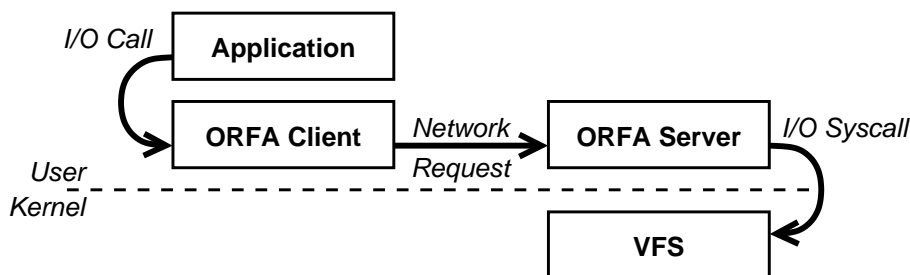 I/O Call
Application
ORFA Client
Network
Request
ORFA Server
I/O Syscall
User
Kernel
VFS